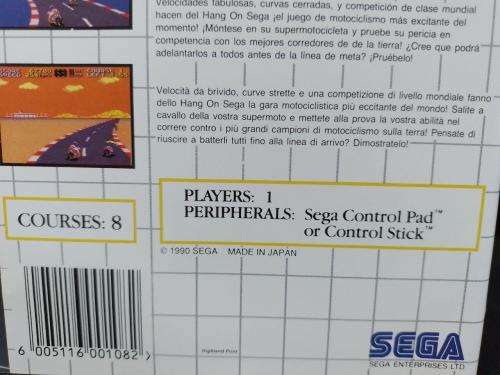 Velocidades fabulosas, curvas cerradas, y competición de clase mundial
hacen del Hang On Sega ¡el juego de motociclismo más excitante del
momento! ¡Móntese en su supermotocicleta y pruebe su pericia en
competencia con los mejores corredores de de la tierra! ¿Cree que podrá
adelantarlos a todos antes de la línea de meta? ¡Pruébelo!
Velocità da brivido, curve strette e una competizione di livello mondiale fanno
dello Hang On Sega la gara motociclistica più eccitante del mondo! Salite a
cavallo della vostra supermoto e mettete alla prova la vostra abilità nel
correre contro i più grandi campioni di motociclismo sulla terra! Pensate di
riuscire a batterli tutti fino alla linea di arrivo? Dimostratelo!
COURSES: 8
PLAYERS: 1
PERIPHERALS: Sega Control Pad™
or Control Stick™
© 1990 SEGA MADE IN JAPAN
6 005116 001082 >
SEGA
SEGA ENTERPRISES LTD.